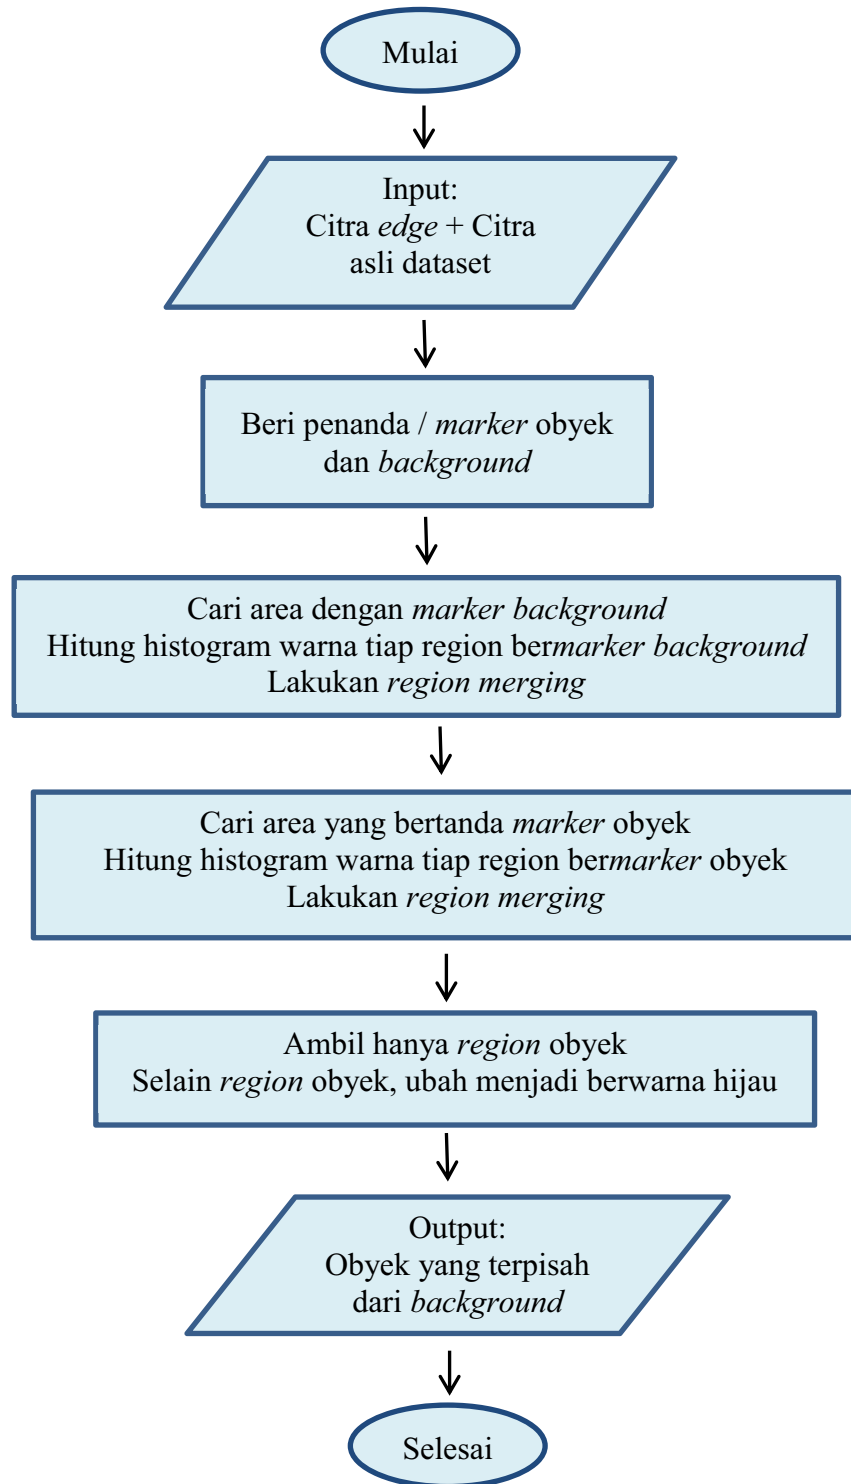 Mulai
Input:
Citra edge + Citra
asli dataset
Beri penanda / marker obyek
dan background
Cari area dengan marker background
Hitung histogram warna tiap region bermarker background
Lakukan region merging
Cari area yang bertanda marker obyek
Hitung histogram warna tiap region bermarker obyek
Lakukan region merging
Ambil hanya region obyek
Selain region obyek, ubah menjadi berwarna hijau
Output:
Obyek yang terpisah
dari background
Selesai